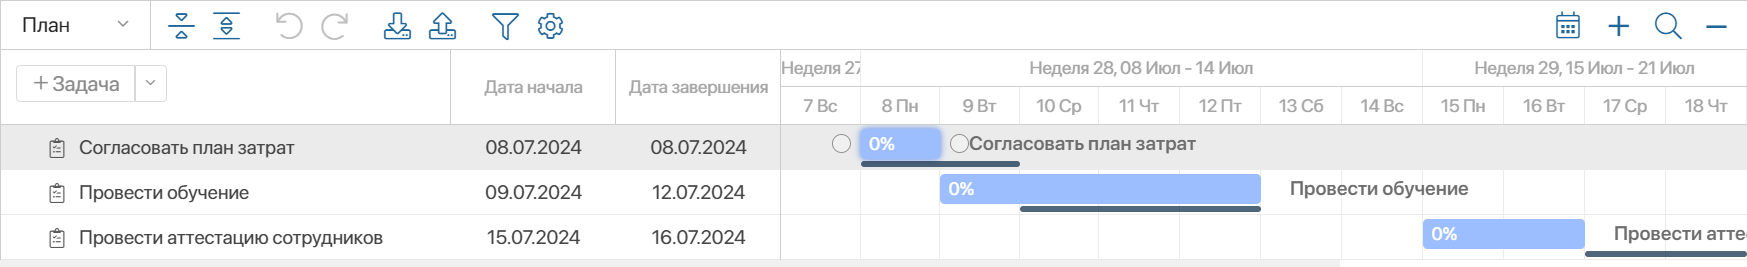 План
+ Задача
Дата начала
Дата завершения
Неделя 27
Неделя 28, 08 Июл - 14 Июл
Неделя 29, 15 Июл - 21 Июл
7 Вс
8 Пн
9 Вт
10 Ср
11 Чт
12 Пт
13 Сб
14 Вс
15 Пн
16 Вт
17 Ср
18 Чт
Согласовать план затрат
08.07.2024
08.07.2024
0%
Согласовать план затрат
Провести обучение
09.07.2024
12.07.2024
0%
Провести обучение
Провести аттестацию сотрудников
15.07.2024
16.07.2024
0%
Провести атте